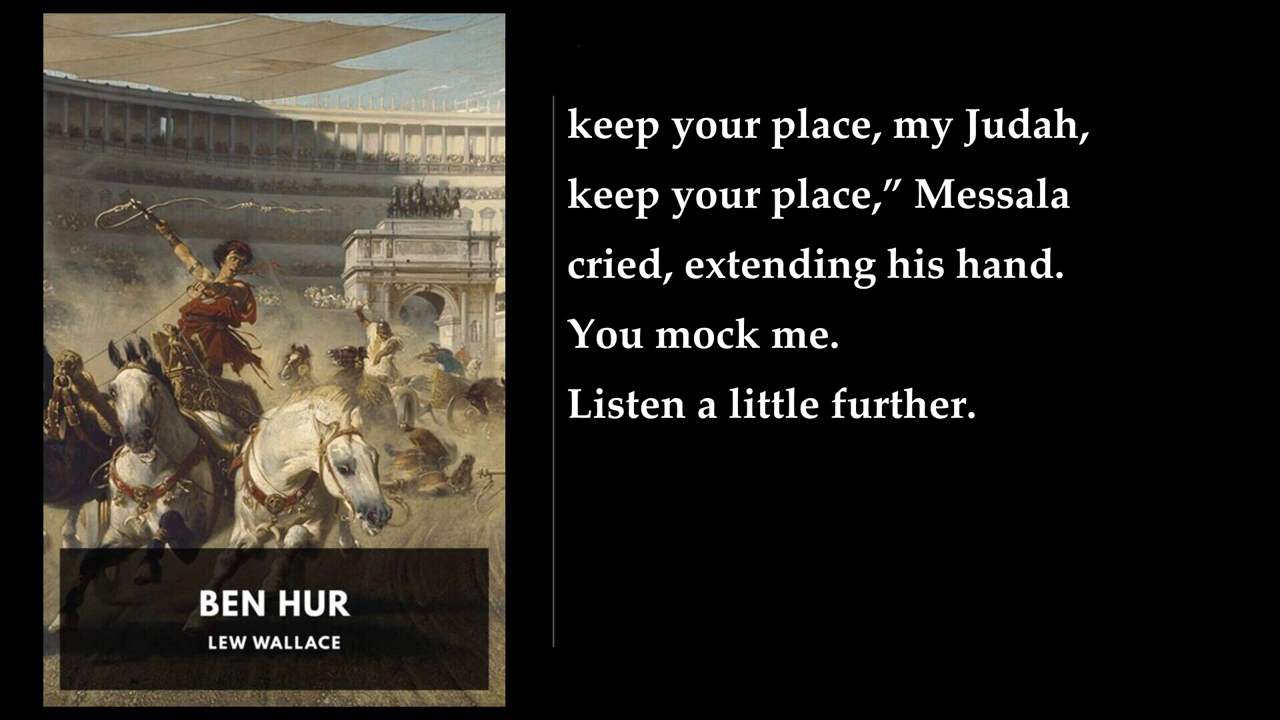 keep your place, my Judah,
keep your place,” Messala
cried, extending his hand.
You mock me.
Listen a little further.
BEN HUR
LEW WALLACE